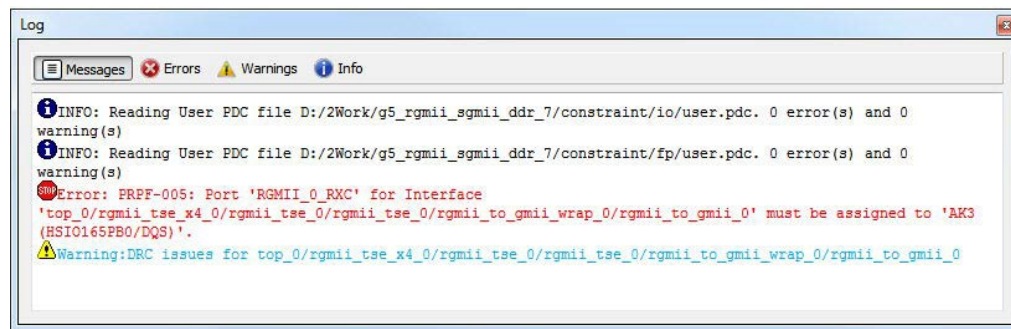 Log
Messages Errors Warnings Info
INFO: Reading User PDC file D:/2Work/g5_rgmii_sgmii_ddr_7/constraint/io/user.pdc. 0 error(s) and 0
warning(s)
INFO: Reading User PDC file D:/2Work/g5_rgmii_sgmii_ddr_7/constraint/fp/user.pdc. 0 error(s) and 0
warning(s)
STOP Error: PRPF-005: Port 'RGMII_0_RXC' for Interface
'top_0/rgmii_tse_x4_0/rgmii_tse_0/rgmii_tse_0/rgmii_to_gmii_wrap_0/rgmii_to_gmii_0' must be assigned to 'AK3
(HSIO165PB0/DQS)'.
Warning:DRC issues for top_0/rgmii_tse_x4_0/rgmii_tse_0/rgmii_tse_0/rgmii_to_gmii_wrap_0/rgmii_to_gmii_0